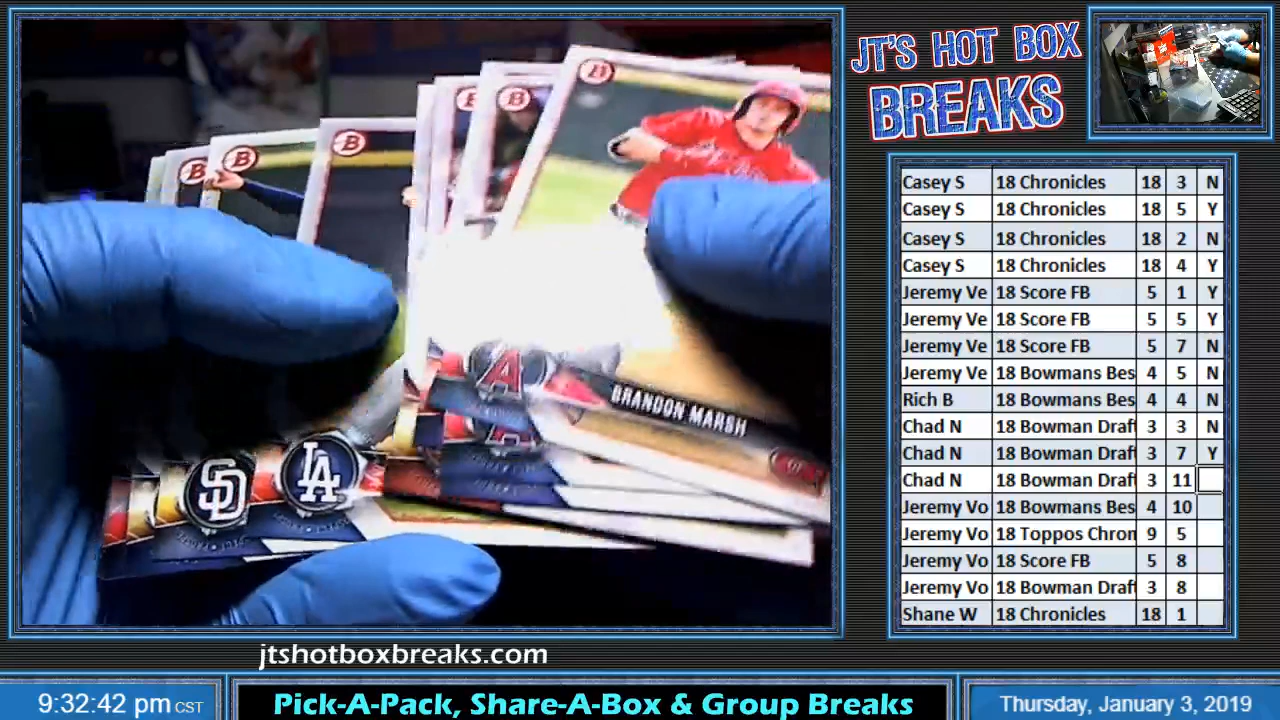 JT'S HOT BOX
BREAKS
B B B B B
SD LA A
BRANDON MARSH
Casey S 18 Chronicles 18 3 N
Casey S 18 Chronicles 18 5 Y
Casey S 18 Chronicles 18 2 N
Casey S 18 Chronicles 18 4 Y
Jeremy Ve 18 Score FB 5 1 Y
Jeremy Ve 18 Score FB 5 5 Y
Jeremy Ve 18 Score FB 5 7 N
Jeremy Ve 18 Bowmans Bes 4 5 N
Rich B 18 Bowmans Bes 4 4 N
Chad N 18 Bowman Draf 3 3 N
Chad N 18 Bowman Draf 3 7 Y
Chad N 18 Bowman Draf 3 11
Jeremy Vo 18 Bowmans Bes 4 10
Jeremy Vo 18 Toppos Chron 9 5
Jeremy Vo 18 Score FB 5 8
Jeremy Vo 18 Bowman Draf 3 8
Shane W 18 Chronicles 18 1
jtshotboxbreaks.com
9:32:42 pm CST
Pick-A-Pack, Share-A-Box & Group Breaks
Thursday, January 3, 2019